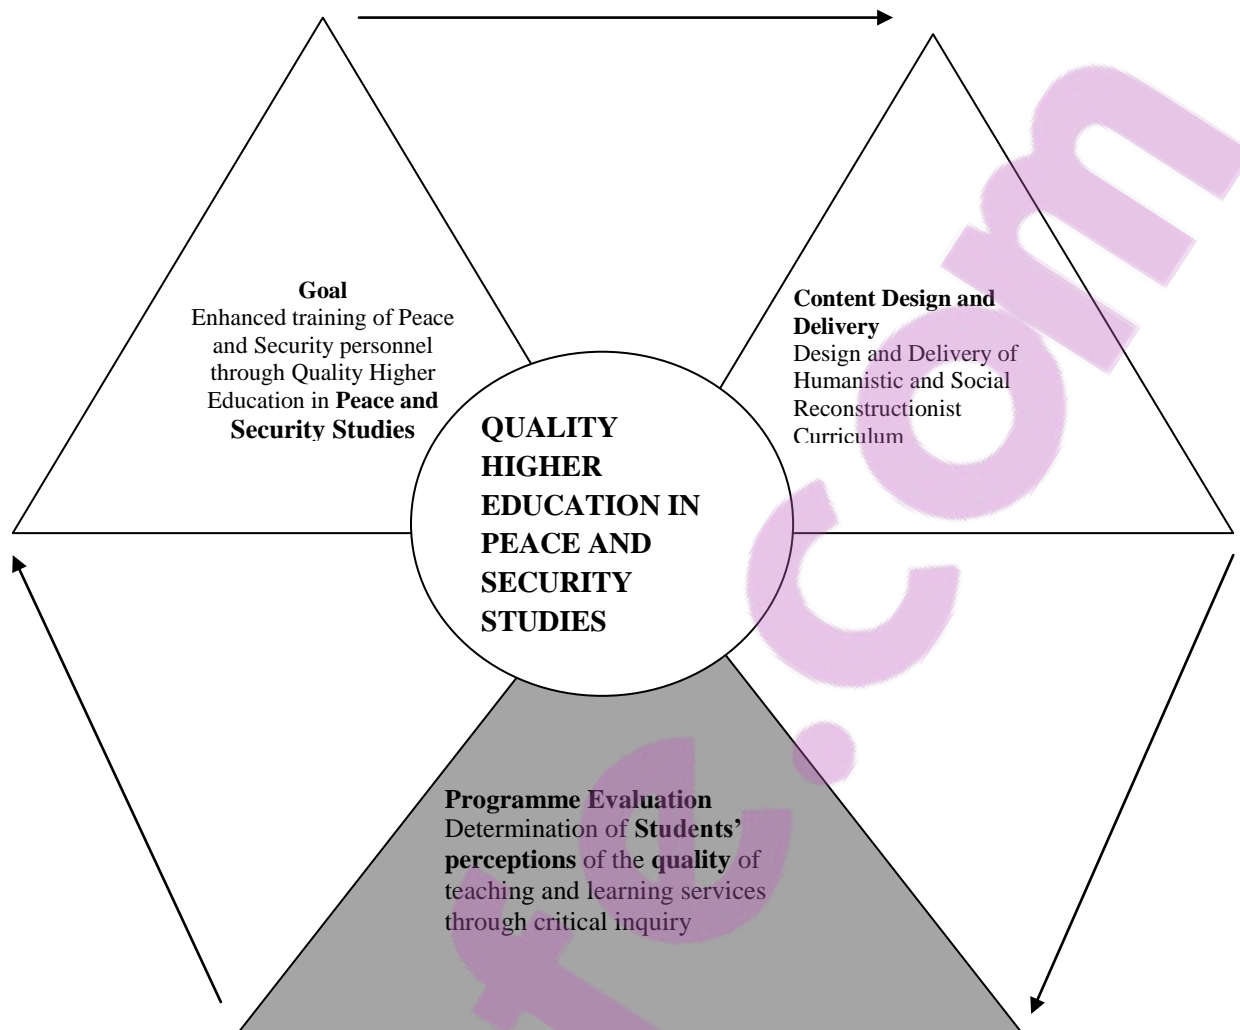 Goal
Enhanced training of Peace
and Security personnel
through Quality Higher
Education in Peace and
Security Studies
Content Design and
Delivery
Design and Delivery of
Humanistic and Social
Reconstructionist
Curriculum
QUALITY
HIGHER
EDUCATION IN
PEACE AND
SECURITY
STUDIES
Programme Evaluation
Determination of Students’
perceptions of the quality of
teaching and learning services
through critical inquiry
fe.com